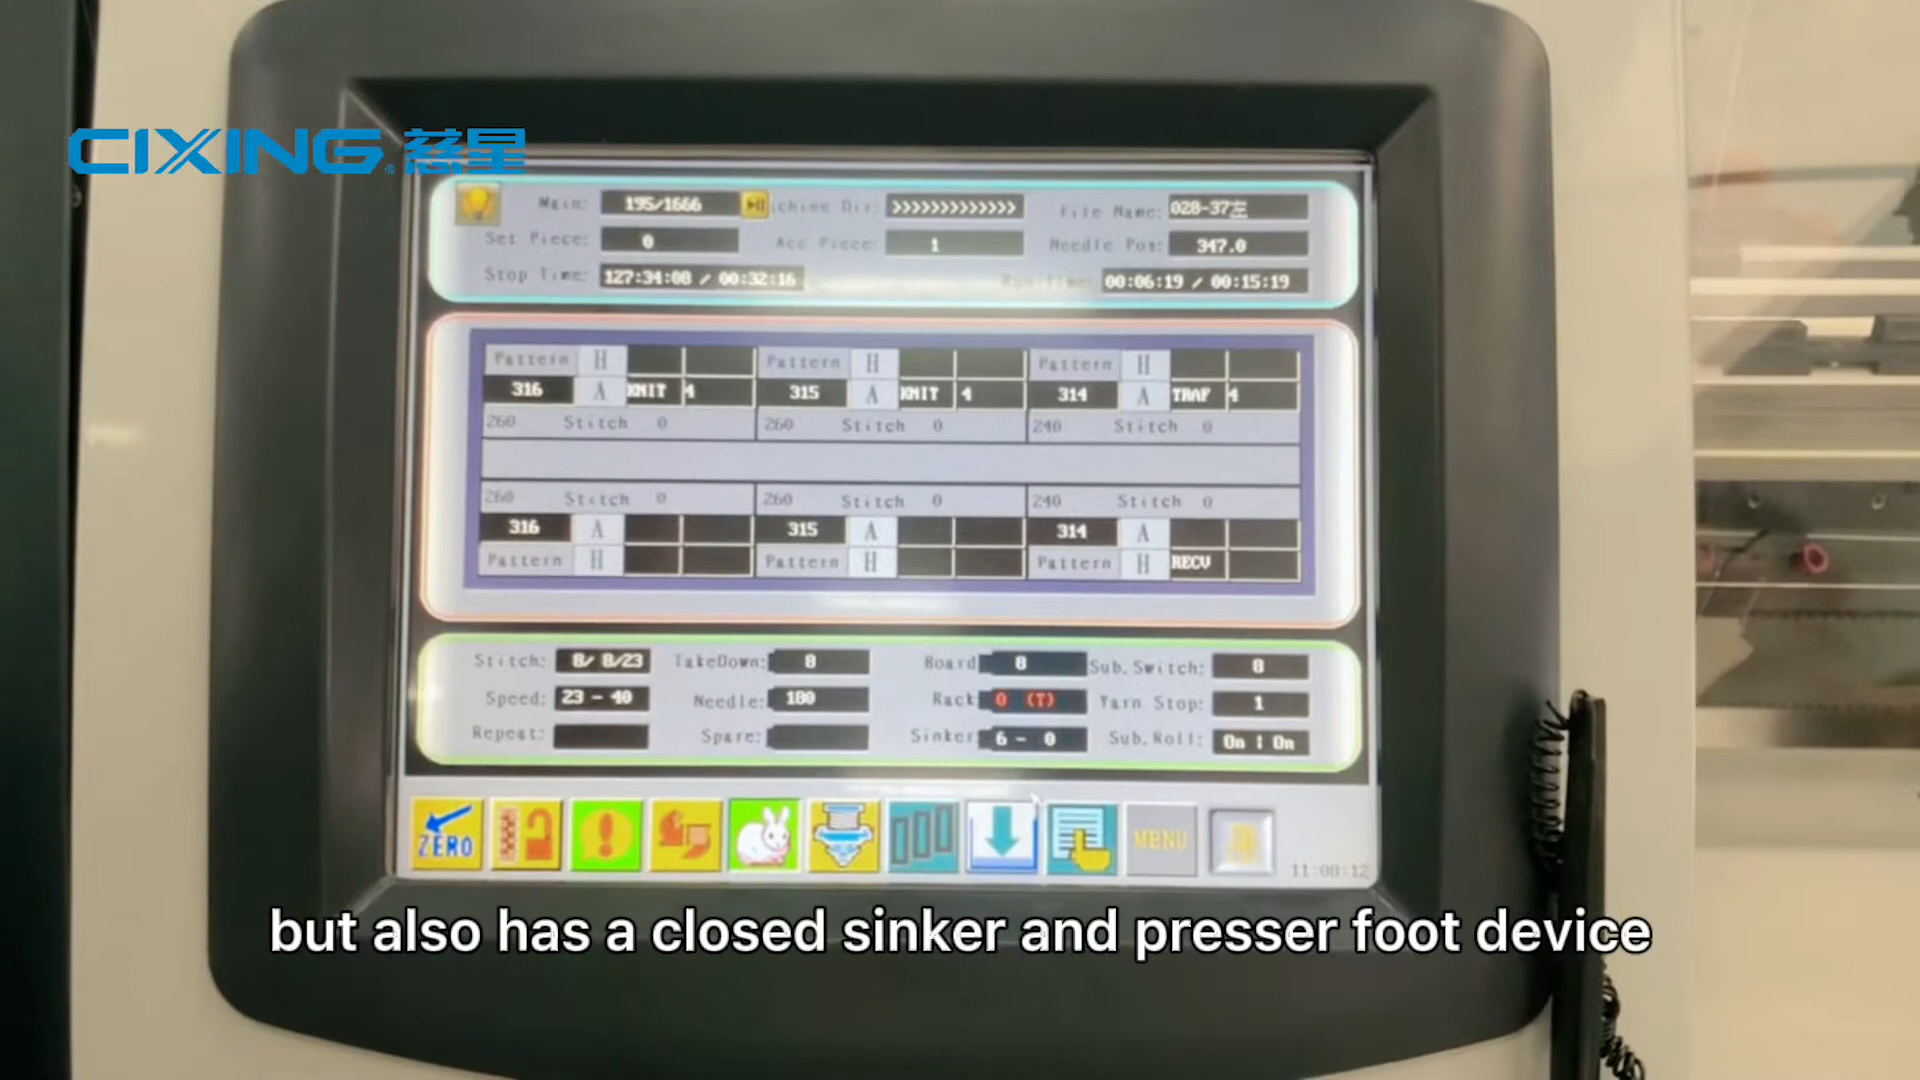 CIXING®慈星
Main: 195/1666 Machine Dir: >>>>>>>>>>>>> File Name: 028-37左
Set Piece: 0 Acc Piece: 1 Needle Pos: 347.0
Stop Time: 127:34:08 / 00:32:16 Run-Time: 00:06:19 / 00:15:19
Pattern H Pattern H Pattern H
316 A KNIT 4 315 A KNIT 4 314 A TRAF 4
260 Stitch 0 260 Stitch 0 240 Stitch 0
260 Stitch 0 260 Stitch 0 240 Stitch 0
316 A 315 A 314 A
Pattern H Pattern H Pattern H RECV
Stitch: 8/ 8/23 TakeDown: 8 Board 8 Sub.Switch: 0
Speed: 23 - 40 Needle: 180 Rack: 0 (T) Yarn Stop: 1
Repeat: Spare: Sinker 6 - 0 Sub.Roll: On | On
ZERO MENU 11:08:12
but also has a closed sinker and presser foot device